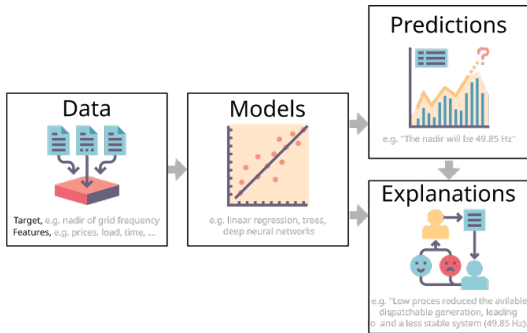 Data
Target, e.g. nadir of grid frequency
Features, e.g. prices, load, time, ...
Models
e.g. linear regression, trees,
deep neural networks
Predictions
?
e.g. "The nadir will be 49.85 Hz"
Explanations
e.g. "Low proces reduced the avilable
dispatchable generation, leading
o and a less stable system (49.85 Hz).